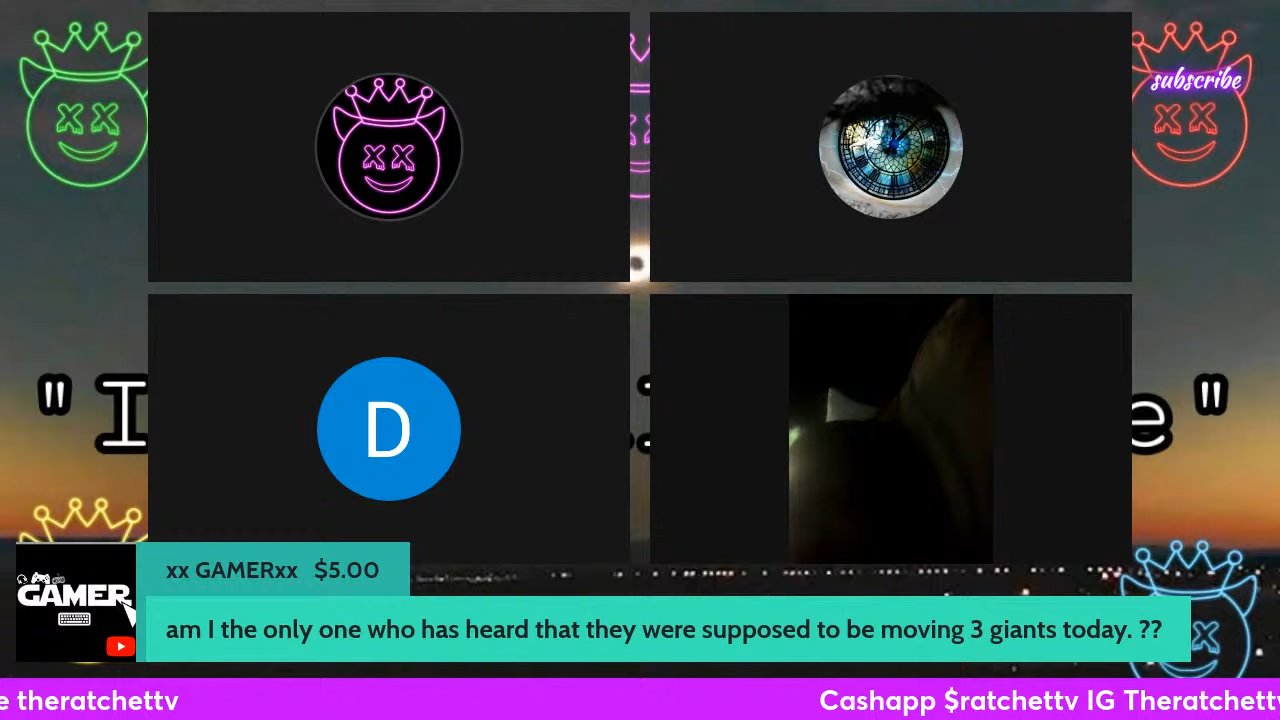 subscribe
D
" I
e "
GAMER
xx GAMERxx $5.00
am I the only one who has heard that they were supposed to be moving 3 giants today. ??
e theratchettv
Cashapp $ratchettv IG Theratchettv